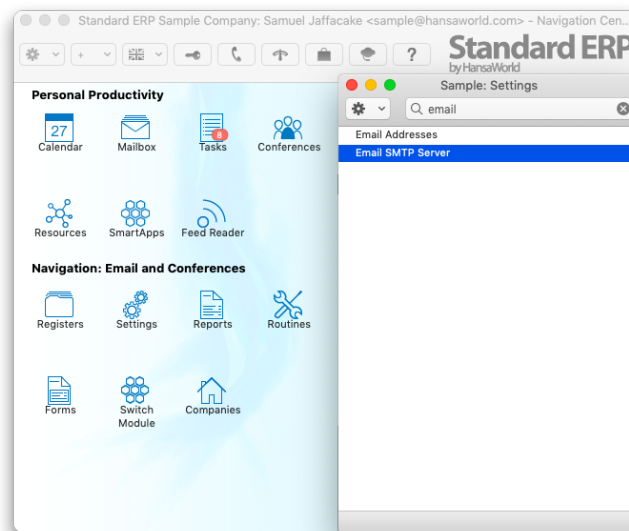 Standard ERP Sample Company: Samuel Jaffacake <sample@hansaworld.com> - Navigation Cen...
Standard ERP
by HansaWorld
Personal Productivity
27
Calendar
Mailbox
8
Tasks
Conferences
Resources
SmartApps
Feed Reader
Navigation: Email and Conferences
Registers
Settings
Reports
Routines
Forms
Switch
Module
Companies
Sample: Settings
email
Email Addresses
Email SMTP Server